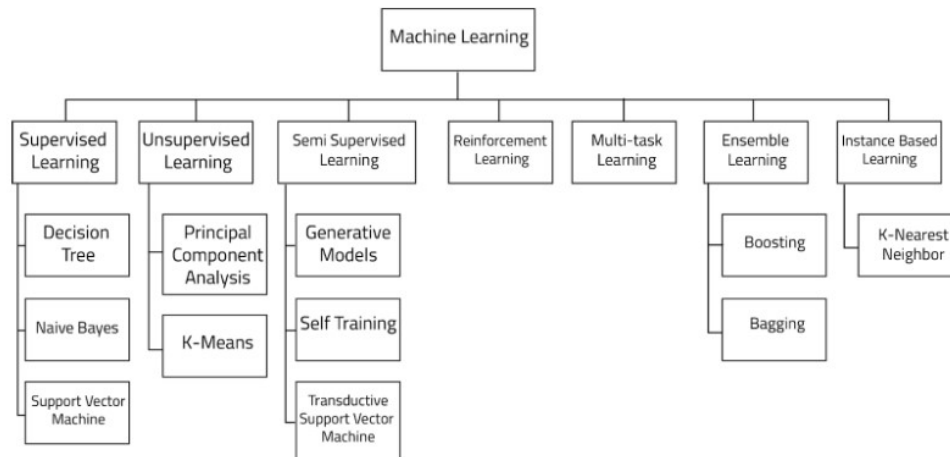 Machine Learning
Supervised
Learning
Unsupervised
Learning
Semi Supervised
Learning
Reinforcement
Learning
Multi-task
Learning
Ensemble
Learning
Instance Based
Learning
Decision
Tree
Naive Bayes
Support Vector
Machine
Principal
Component
Analysis
K-Means
Generative
Models
Self Training
Transductive
Support Vector
Machine
Boosting
Bagging
K-Nearest
Neighbor